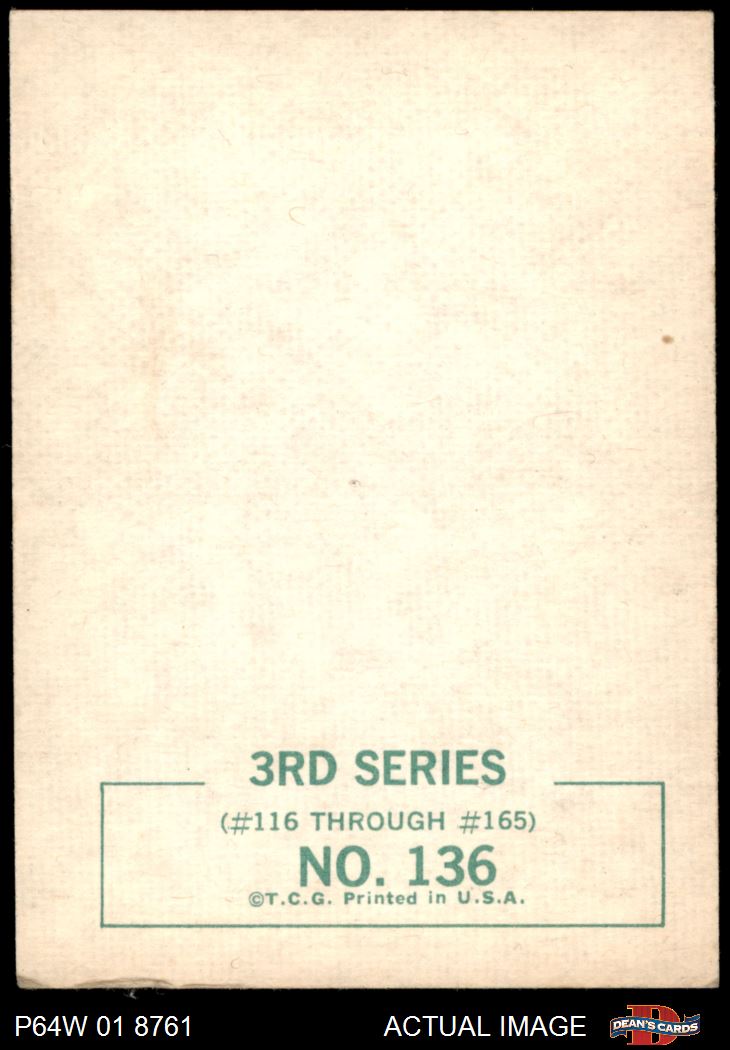 3RD SERIES
(#116 THROUGH #165)
NO. 136
©T.C.G. Printed in U.S.A.
P64W 01 8761
ACTUAL IMAGE
D
DEAN'S CARDS